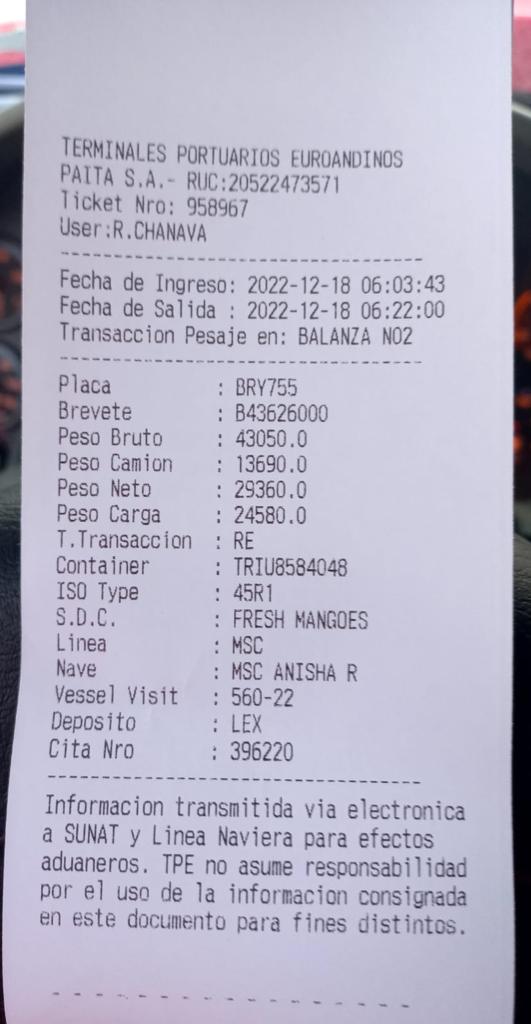 TERMINALES PORTUARIOS EUROANDINOS
PAITA S.A.- RUC:20522473571
Ticket Nro: 958967
User:R.CHANAVA
Fecha de Ingreso: 2022-12-18 06:03:43
Fecha de Salida : 2022-12-18 06:22:00
Transaccion Pesaje en: BALANZA NO2
Placa : BRY755
Brevete : B43626000
Peso Bruto : 43050.0
Peso Camion : 13690.0
Peso Neto : 29360.0
Peso Carga : 24580.0
T.Transaccion : RE
Container : TRIU8584048
ISO Type : 45R1
S.D.C. : FRESH MANGOES
Linea : MSC
Nave : MSC ANISHA R
Vessel Visit : 560-22
Deposito : LEX
Cita Nro : 396220
Informacion transmitida via electronica
a SUNAT y Linea Naviera para efectos
aduaneros. TPE no asume responsabilidad
por el uso de la informacion consignada
en este documento para fines distintos.